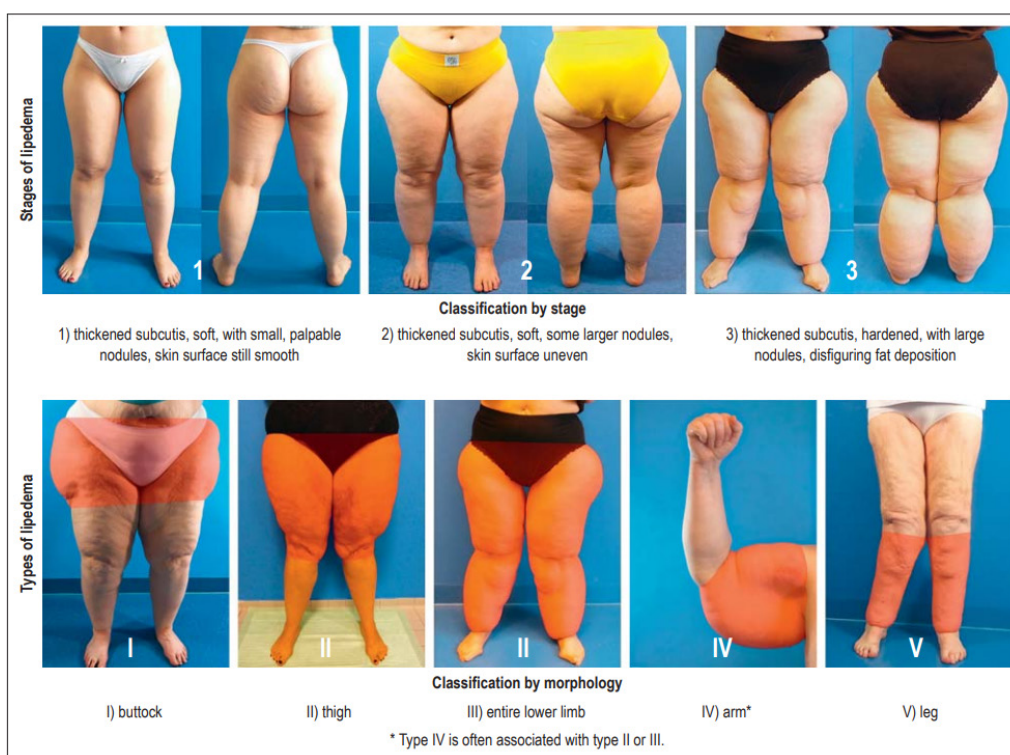 Stages of lipedema
1
2
3
Classification by stage
1) thickened subcutis, soft, with small, palpable
nodules, skin surface still smooth
2) thickened subcutis, soft, some larger nodules,
skin surface uneven
3) thickened subcutis, hardened, with large
nodules, disfiguring fat deposition
Types of lipedema
I
II
II
IV
V
Classification by morphology
I) buttock
II) thigh
III) entire lower limb
IV) arm*
V) leg
* Type IV is often associated with type II or III.